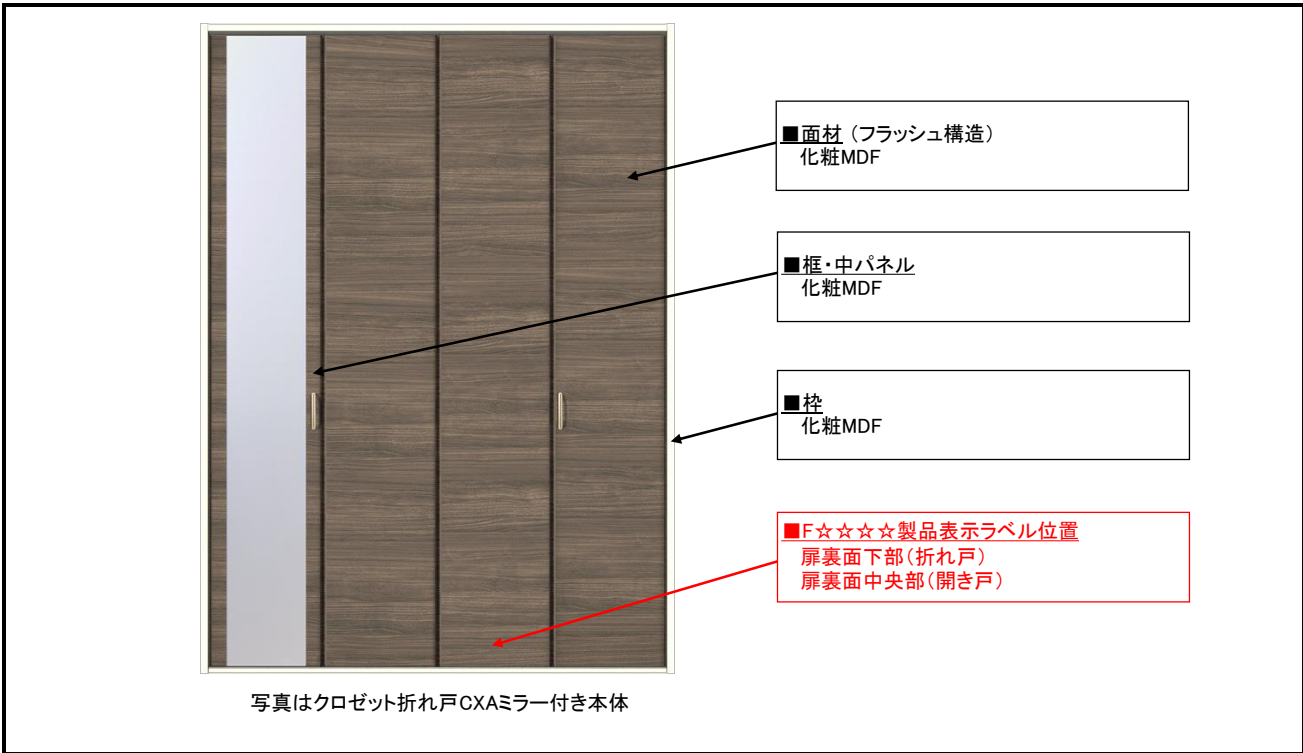 ■面材 (フラッシュ構造)
化粧MDF
■框・中パネル
化粧MDF
■枠
化粧MDF
■F☆☆☆☆製品表示ラベル位置
扉裏面下部(折れ戸)
扉裏面中央部(開き戸)
写真はクロゼット折れ戸CXAミラー付き本体